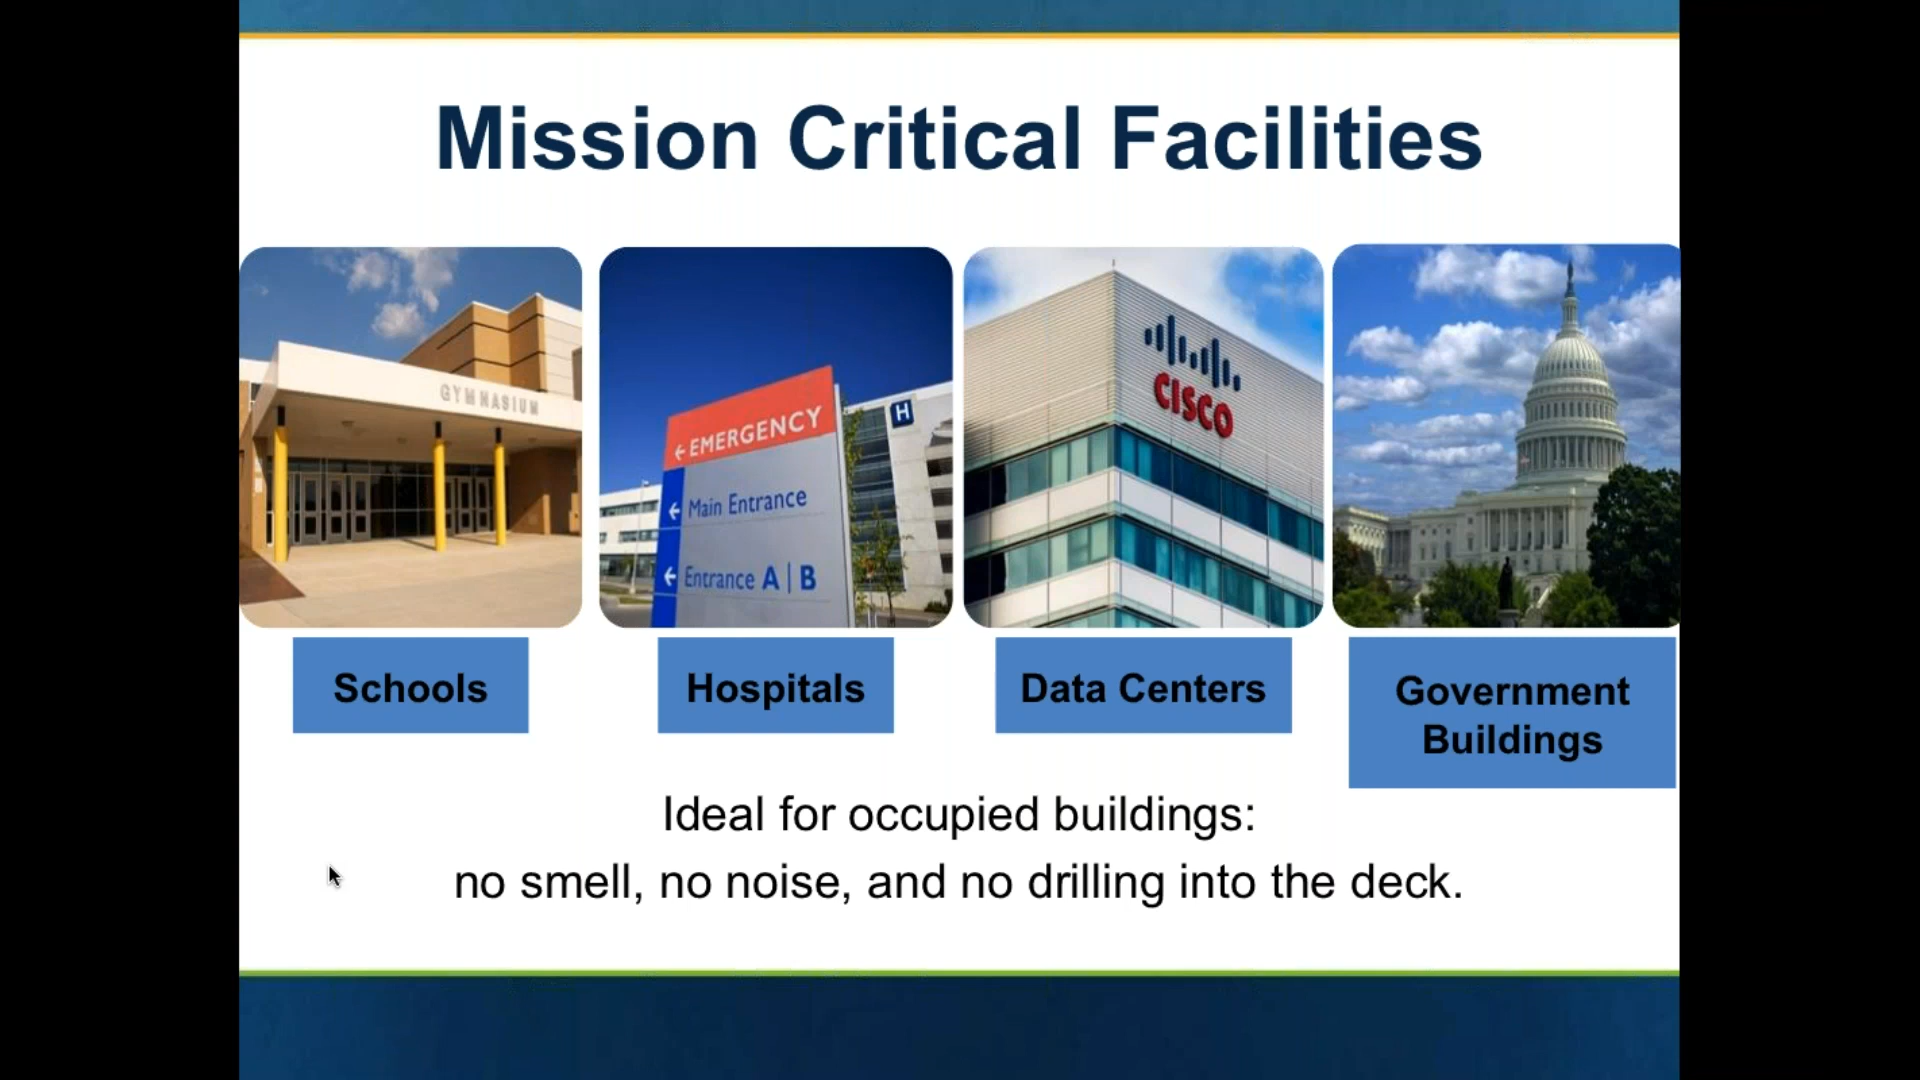 Mission Critical Facilities
GYMNASIUM
EMERGENCY
Main Entrance
Entrance A | B
H
CISCO
Schools
Hospitals
Data Centers
Government
Buildings
Ideal for occupied buildings:
no smell, no noise, and no drilling into the deck.